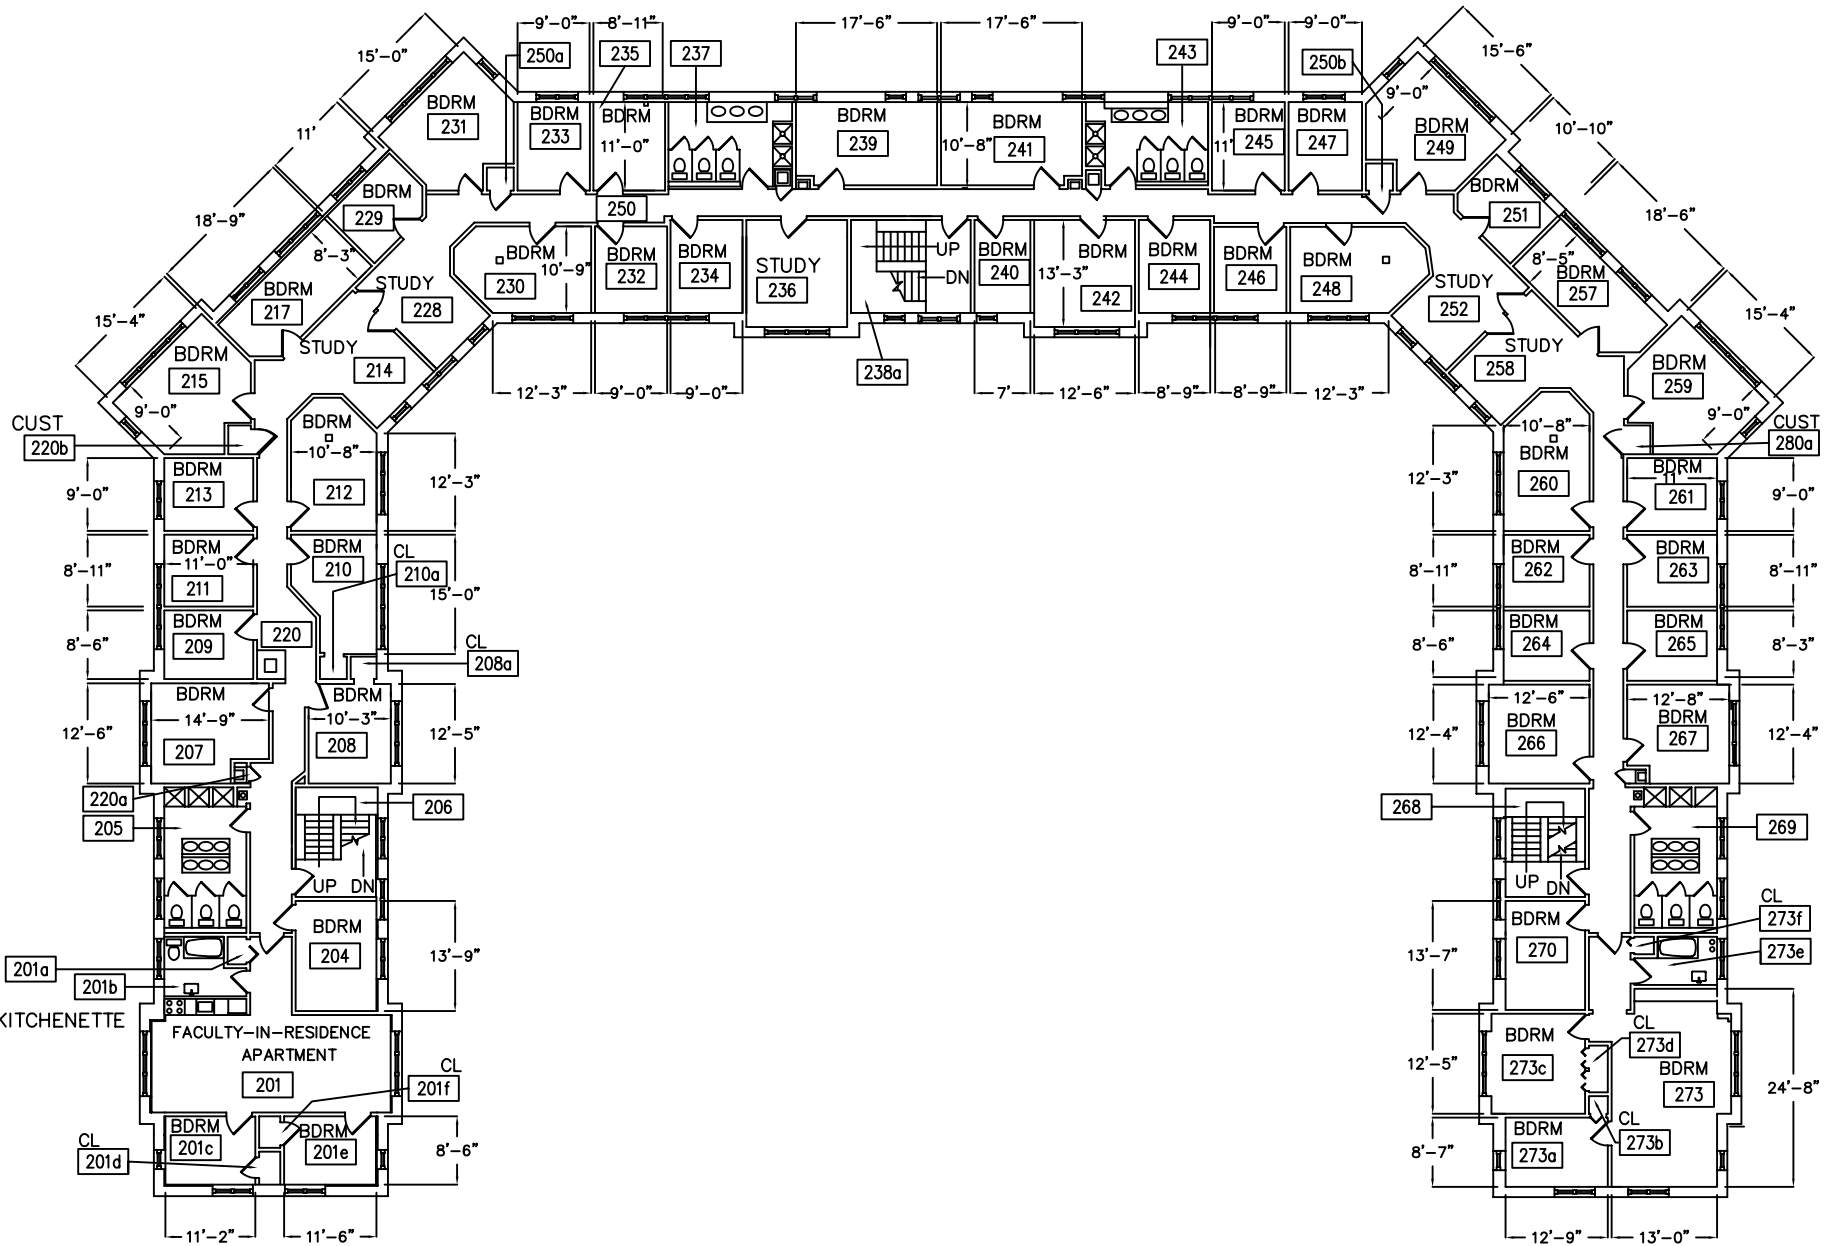 9'-0"
8'-11"
17'-6"
17'-6"
9'-0"
9'-0"
15'-0"
250a
235
237
243
250b
15'-6"
BDRM
231
BDRM
233
BDRM
11'-0"
BDRM
239
BDRM
10'-8"
241
BDRM
11'
245
BDRM
247
9'-0"
BDRM
249
10'-10"
11'
BDRM
229
250
BDRM
251
18'-9"
18'-6"
8'-3"
BDRM
217
STUDY
228
BDRM
230
10'-9"
BDRM
232
BDRM
234
STUDY
236
UP
DN
BDRM
240
BDRM
13'-3"
242
BDRM
244
BDRM
246
BDRM
248
STUDY
252
8'-5"
BDRM
257
15'-4"
15'-4"
BDRM
215
STUDY
214
238a
STUDY
258
BDRM
259
12'-3"
9'-0"
9'-0"
7'
12'-6"
8'-9"
8'-9"
12'-3"
9'-0"
9'-0"
CUST
220b
BDRM
10'-8"
212
12'-3"
12'-3"
10'-8"
BDRM
260
CUST
280a
9'-0"
BDRM
213
BDRM
11'
261
9'-0"
8'-11"
BDRM
11'-0"
211
BDRM
210
CL
210a
15'-0"
8'-11"
BDRM
262
BDRM
263
8'-11"
8'-6"
BDRM
209
220
CL
208a
8'-6"
BDRM
264
BDRM
265
8'-3"
12'-6"
BDRM
14'-9"
207
BDRM
10'-3"
208
12'-5"
12'-4"
12'-6"
BDRM
266
12'-8"
BDRM
267
12'-4"
220a
205
206
268
269
UP
DN
UP
DN
BDRM
204
13'-9"
13'-7"
BDRM
270
CL
273f
273e
201a
201b
KITCHENETTE
FACULTY-IN-RESIDENCE
APARTMENT
201
12'-5"
BDRM
273c
CL
273d
BDRM
273
24'-8"
CL
201f
CL
201d
BDRM
201c
BDRM
201e
8'-6"
8'-7"
BDRM
273a
CL
273b
11'-2"
11'-6"
12'-9"
13'-0"